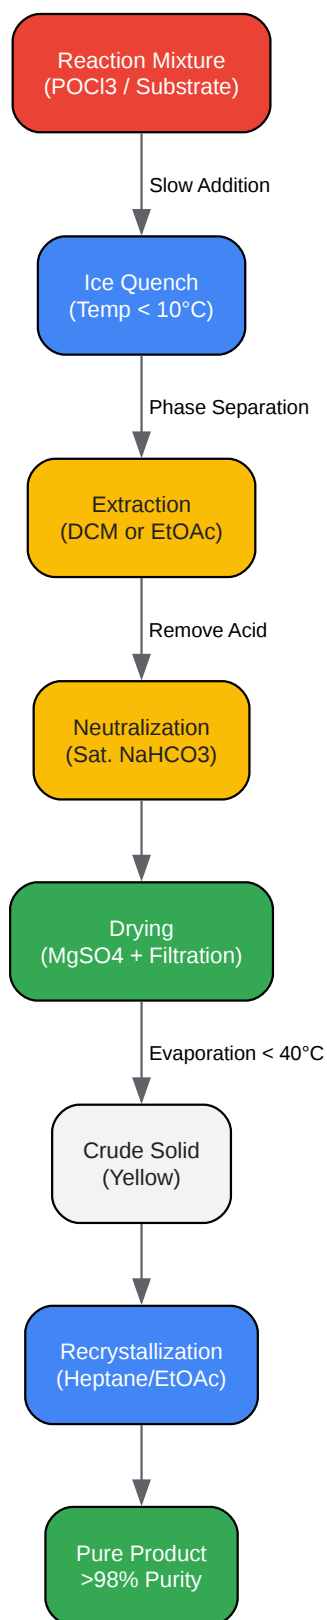 Reaction Mixture
(POCl3 / Substrate)
Slow Addition
Ice Quench
(Temp < 10°C)
Phase Separation
Extraction
(DCM or EtOAc)
Remove Acid
Neutralization
(Sat. NaHCO3)
Drying
(MgSO4 + Filtration)
Evaporation < 40°C
Crude Solid
(Yellow)
Recrystallization
(Heptane/EtOAc)
Pure Product
>98% Purity